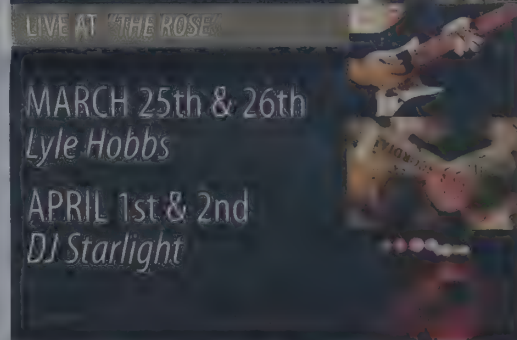 LIVE AT "THE ROSE"
MARCH 25th & 26th
Lyle Hobbs
APRIL 1st & 2nd
DJ Starlight